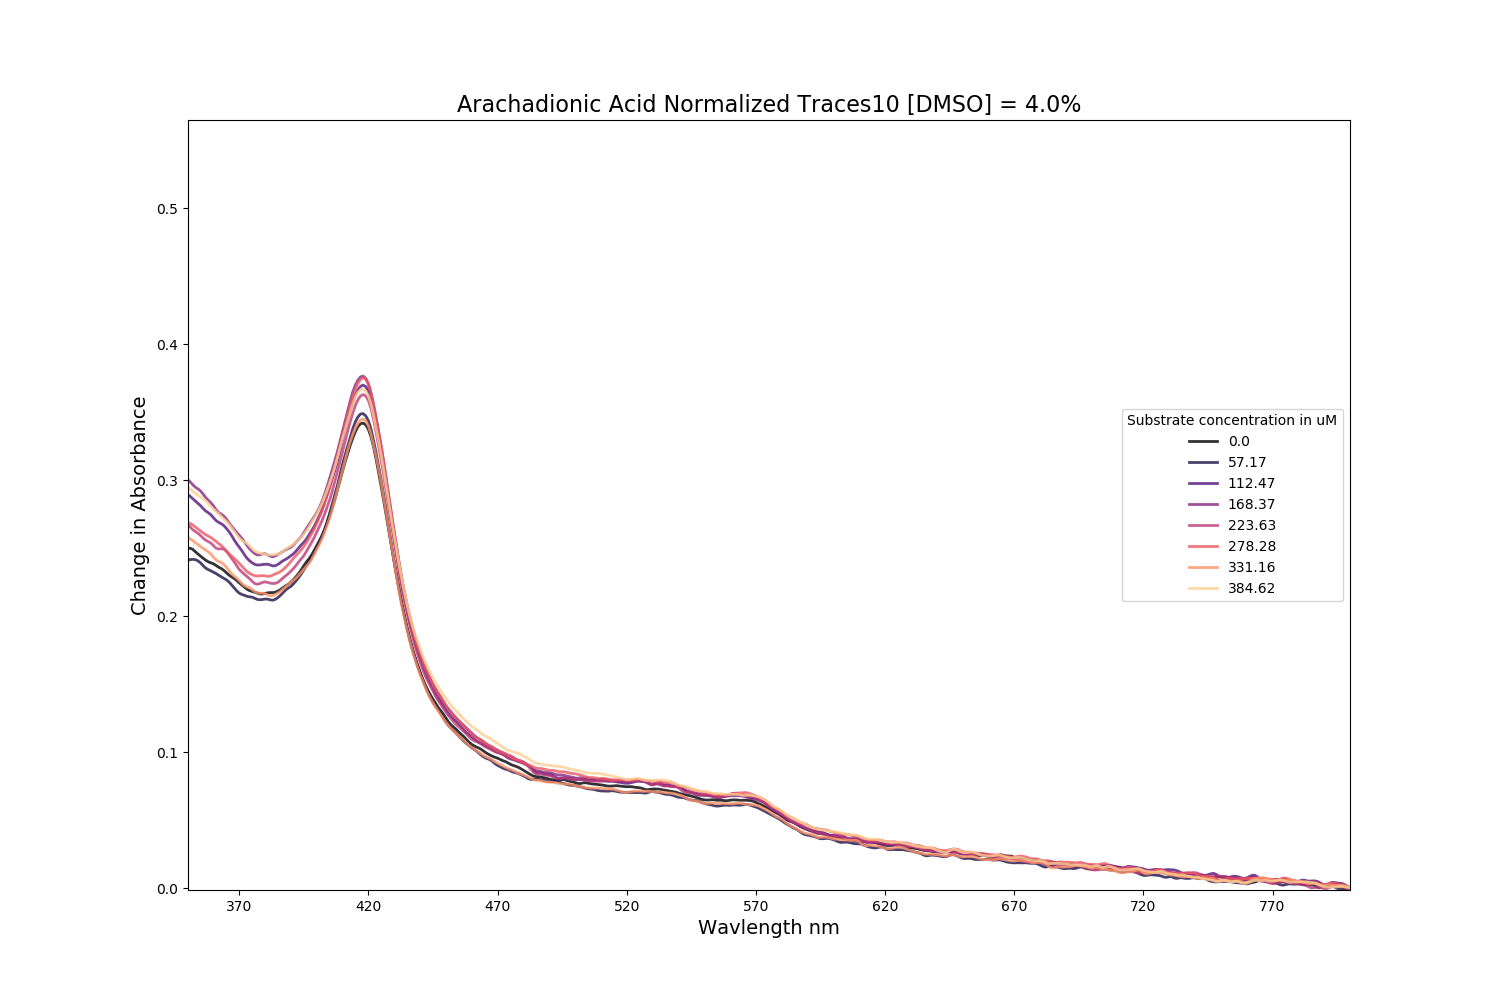 Arachadionic Acid Normalized Traces10 [DMSO] = 4.0%
Change in Absorbance
0.5
0.4
0.3
0.2
0.1
0.0
Substrate concentration in uM
0.0
57.17
112.47
168.37
223.63
278.28
331.16
384.62
370 420 470 520 570 620 670 720 770
Wavlength nm